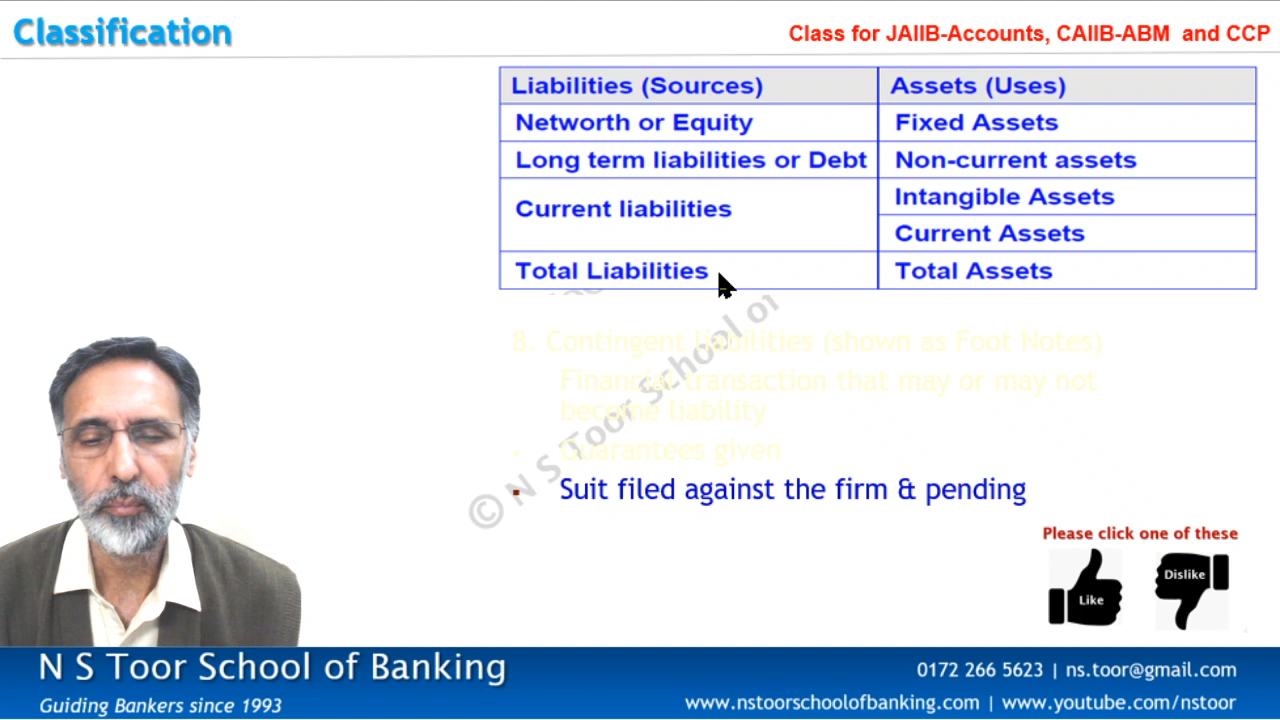 Classification
Class for JAIIB-Accounts, CAIIB-ABM and CCP
Liabilities (Sources) Assets (Uses)
Networth or Equity Fixed Assets
Long term liabilities or Debt Non-current assets
Current liabilities Intangible Assets
Current Assets
Total Liabilities Total Assets
8. Contingent liabilities (shown as Foot Notes)
Financial transaction that may or may not
become liability
Guarantees given
Suit filed against the firm & pending
© N S Toor School of
Please click one of these
Like
Dislike
N S Toor School of Banking
Guiding Bankers since 1993
0172 266 5623 | ns.toor@gmail.com
www.nstoorschoolofbanking.com | www.youtube.com/nstoor